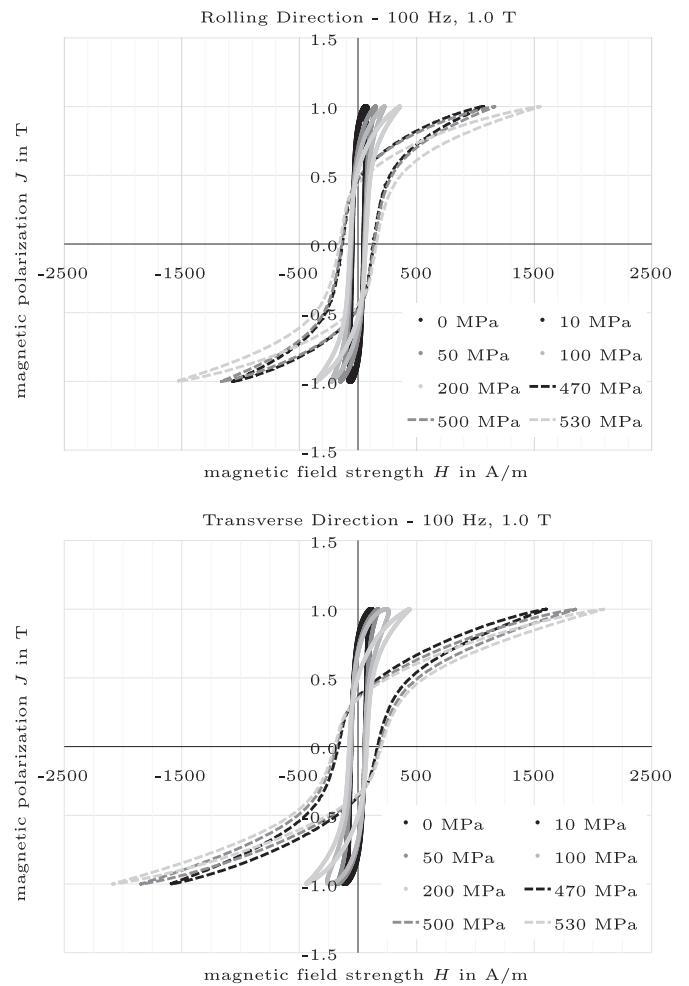 Rolling Direction - 100 Hz, 1.0 T
1.5
1.0
0.5
0.0
-2500 -1500 -500 500 1500 2500
-0.5
-1.0
-1.5
magnetic polarization J in T
0 MPa 10 MPa
50 MPa 100 MPa
200 MPa 470 MPa
500 MPa 530 MPa
magnetic field strength H in A/m
Transverse Direction - 100 Hz, 1.0 T
1.5
1.0
0.5
0.0
-2500 -1500 -500 500 1500 2500
-0.5
-1.0
-1.5
magnetic polarization J in T
0 MPa 10 MPa
50 MPa 100 MPa
200 MPa 470 MPa
500 MPa 530 MPa
magnetic field strength H in A/m